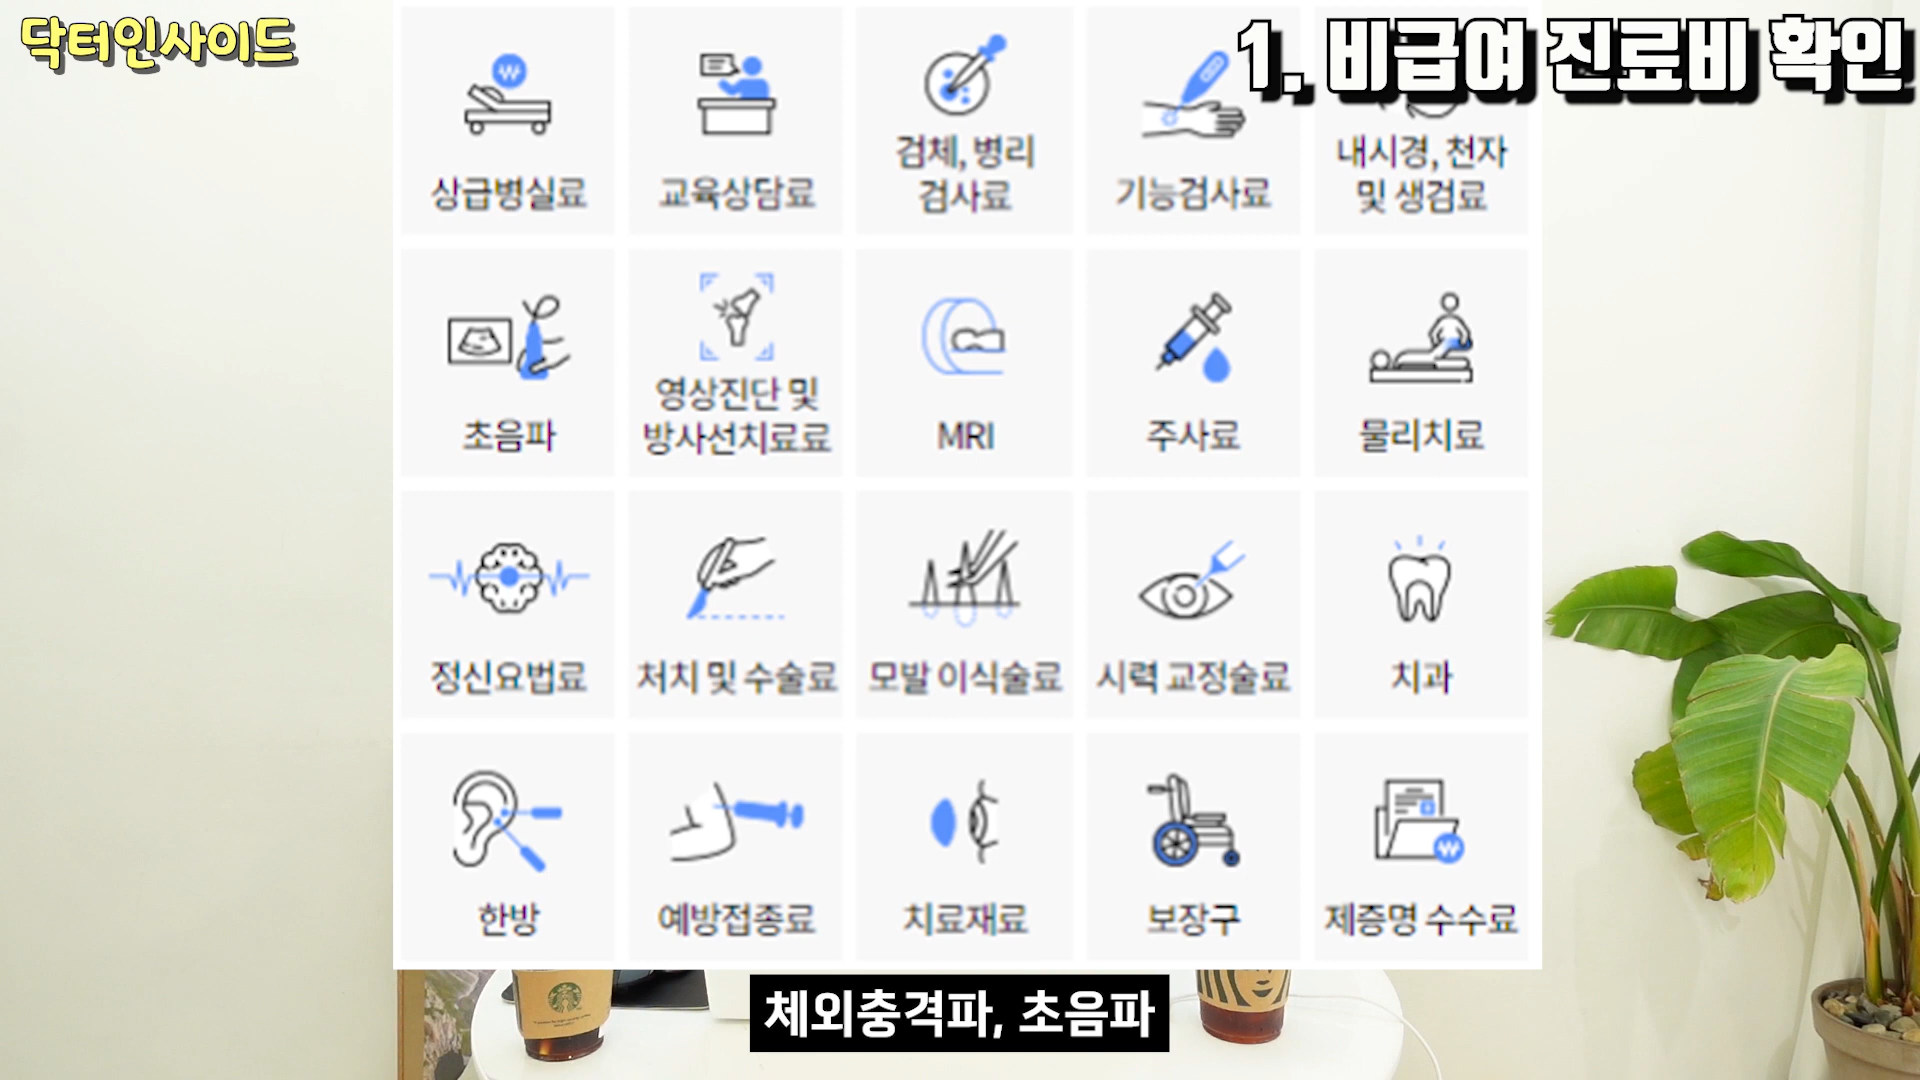 닥터인사이드
1. 비급여 진료비 확인
상급병실료
교육상담료
검체, 병리
검사료
기능검사료
내시경, 천자
및 생검료
초음파
영상진단 및
방사선치료료
MRI
주사료
물리치료
정신요법료
처치 및 수술료
모발 이식술료
시력 교정술료
치과
한방
예방접종료
치료재료
보장구
제증명 수수료
체외충격파, 초음파